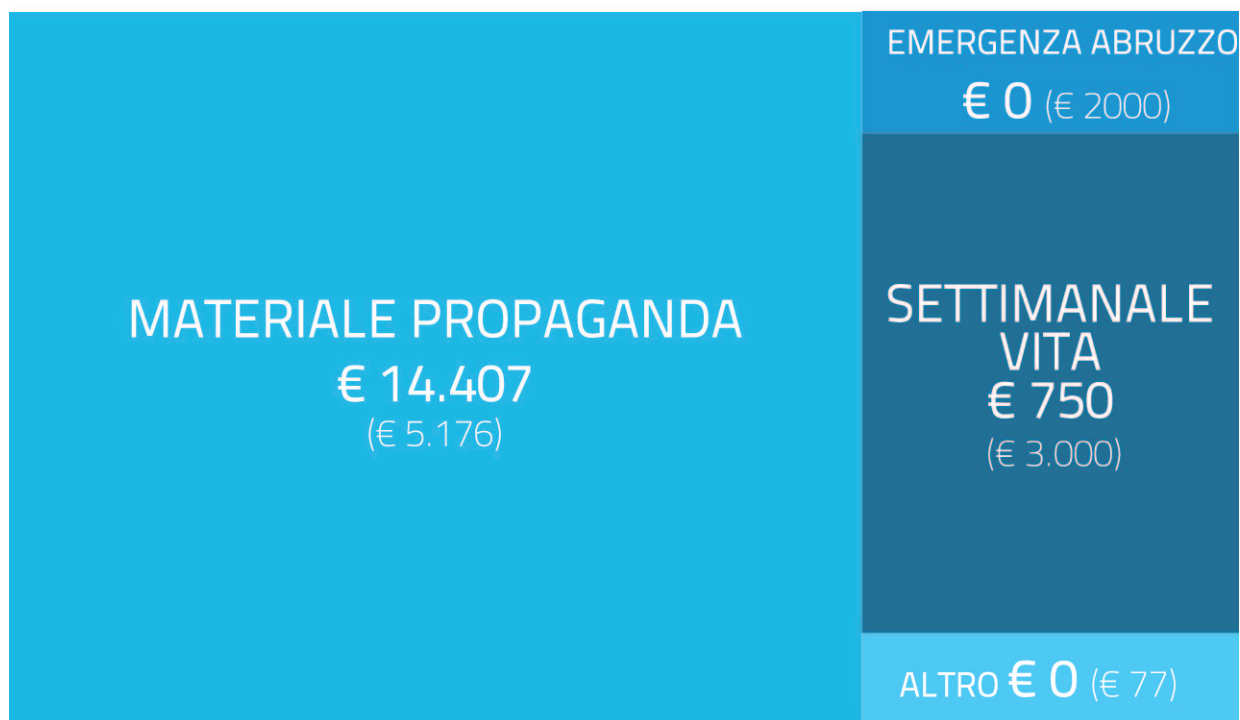 MATERIALE PROPAGANDA
€ 14.407
(€ 5.176)
EMERGENZA ABRUZZO
€ 0 (€ 2000)
SETTIMANALE
VITA
€ 750
(€ 3.000)
ALTRO € 0 (€ 77)